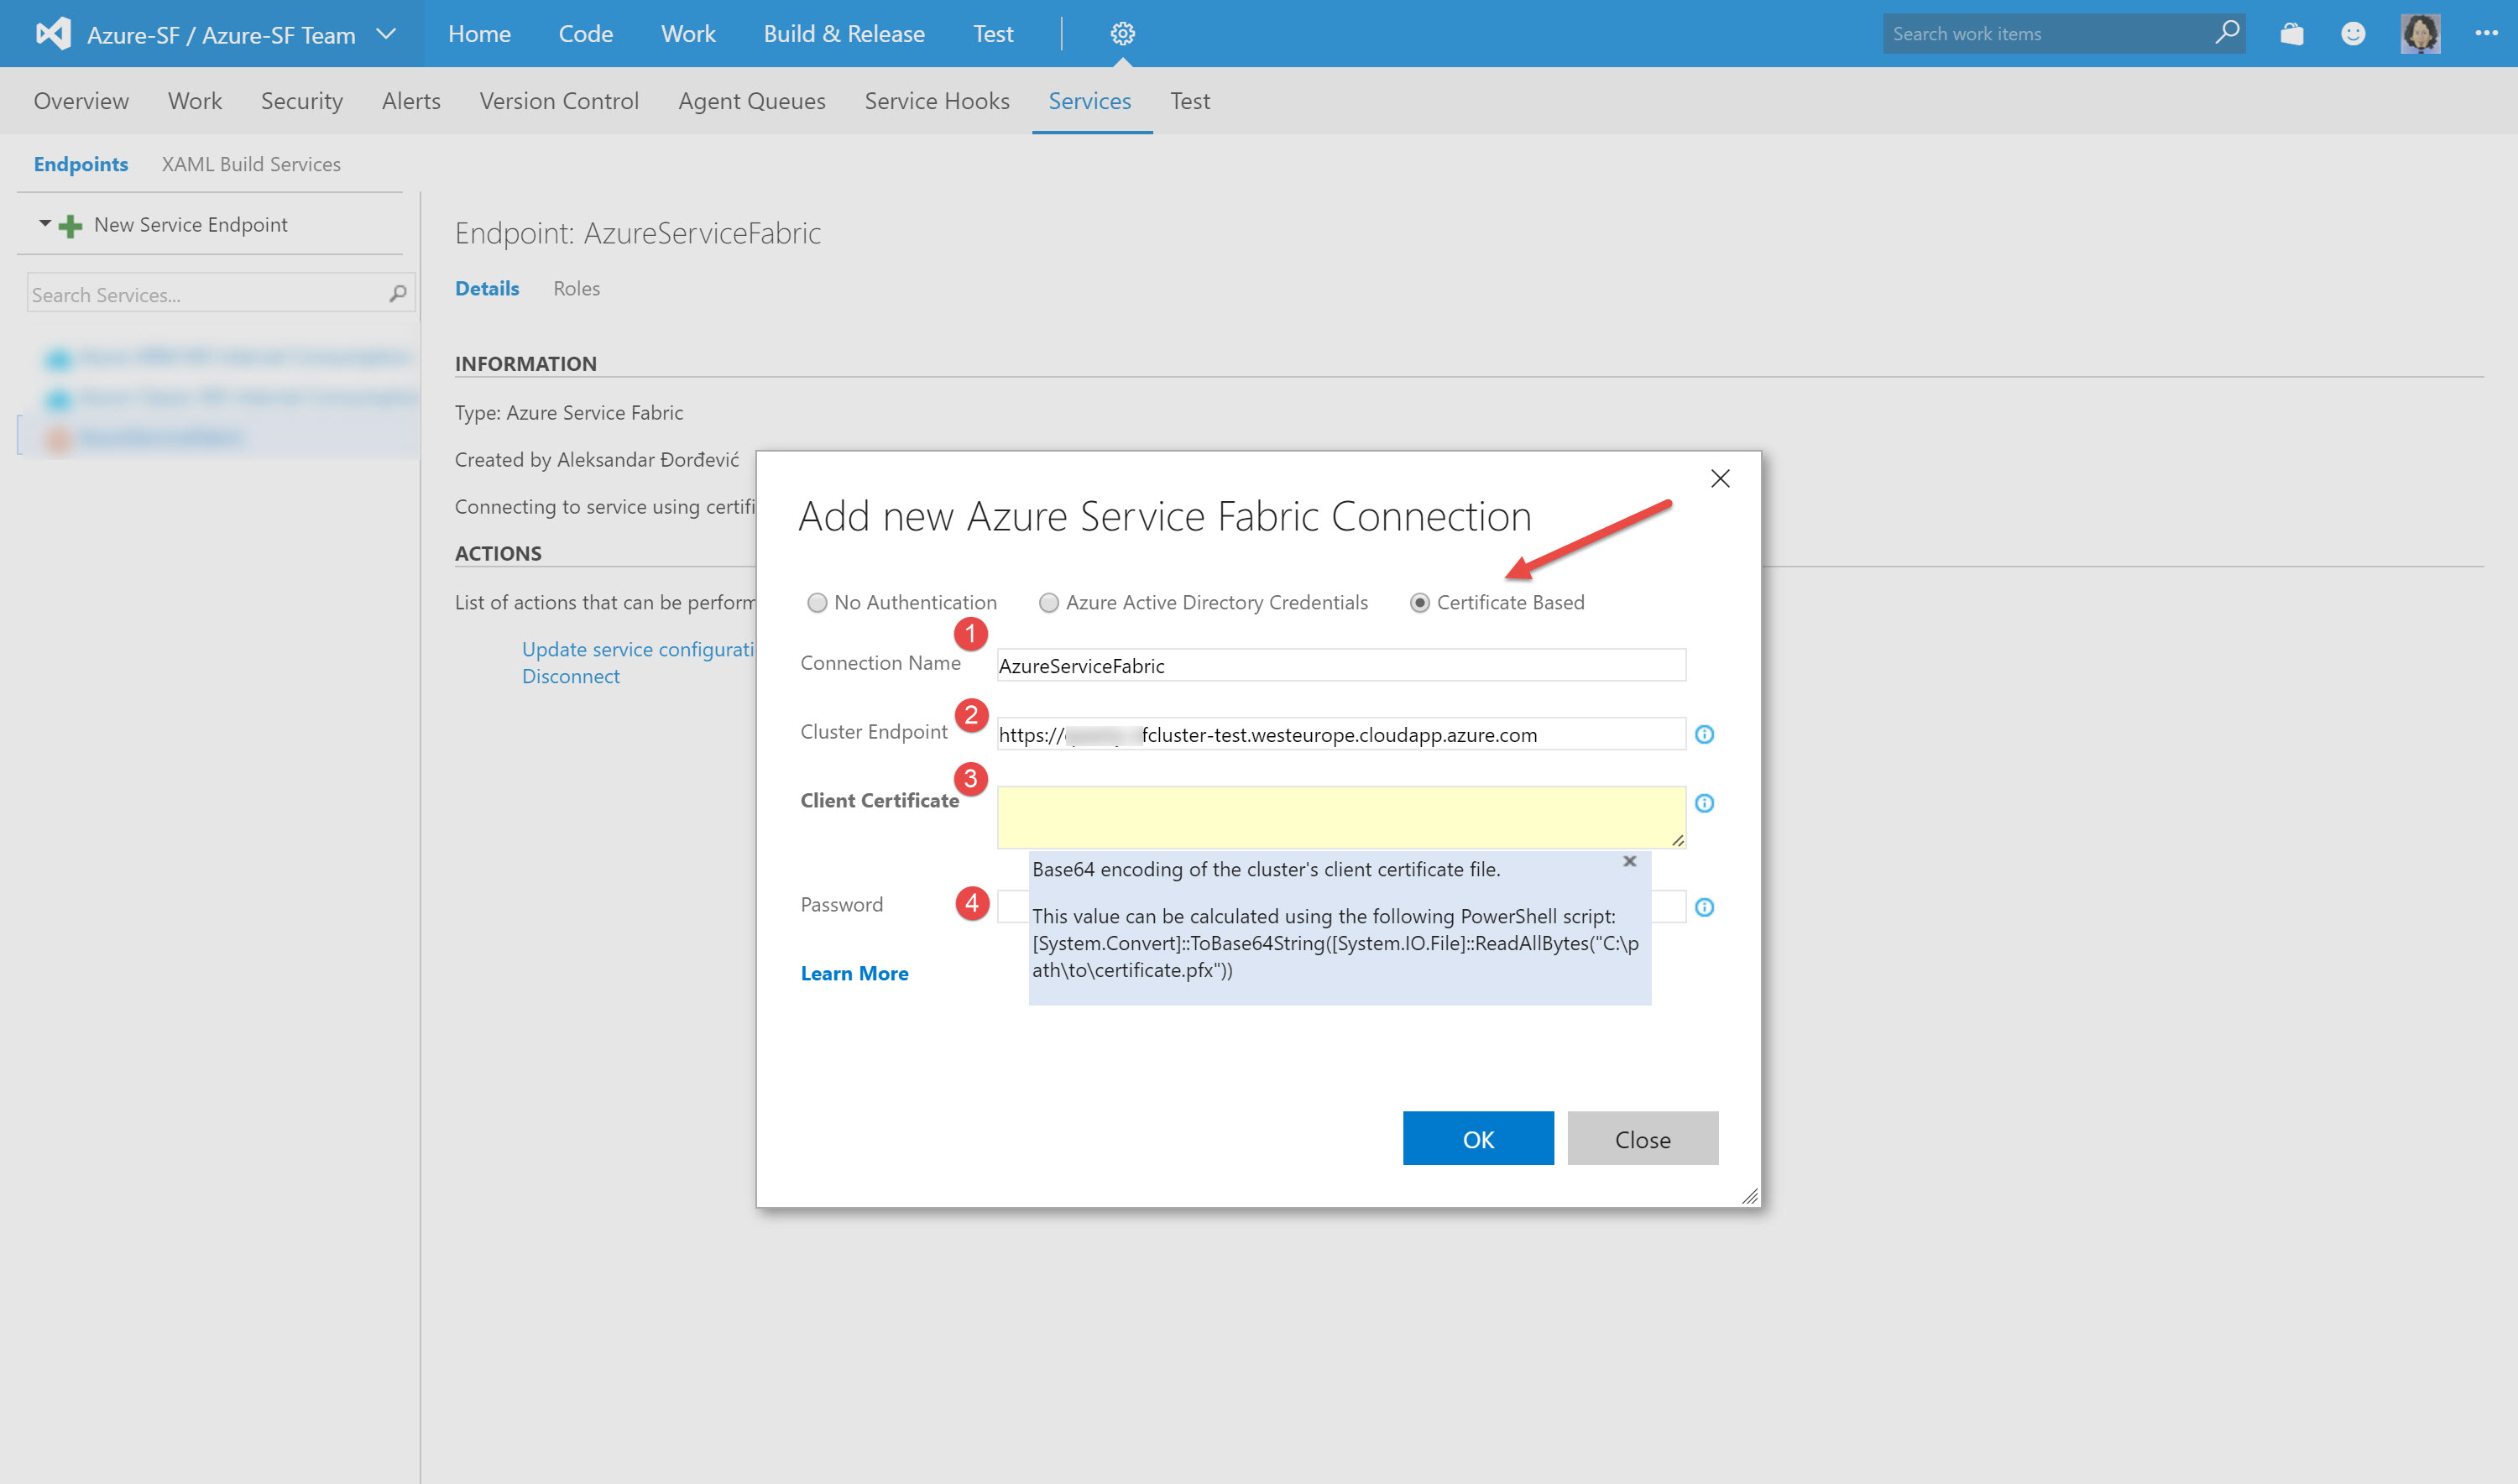 Azure-SF / Azure-SF Team
Home Code Work Build & Release Test
Search work items
Overview Work Security Alerts Version Control Agent Queues Service Hooks Services Test
Endpoints XAML Build Services
New Service Endpoint
Search Services...
Endpoint: AzureServiceFabric
Details Roles
INFORMATION
Type: Azure Service Fabric
Created by Aleksandar Đorđević
Connecting to service using certifi
ACTIONS
List of actions that can be perform
Update service configurati
Disconnect
Add new Azure Service Fabric Connection
No Authentication Azure Active Directory Credentials Certificate Based
1
Connection Name AzureServiceFabric
2
Cluster Endpoint https:// fcluster-test.westeurope.cloudapp.azure.com
3
Client Certificate
Base64 encoding of the cluster's client certificate file.
Password 4
This value can be calculated using the following PowerShell script:
[System.Convert]::ToBase64String([System.IO.File]::ReadAllBytes("C:\p
ath\to\certificate.pfx"))
Learn More
OK Close